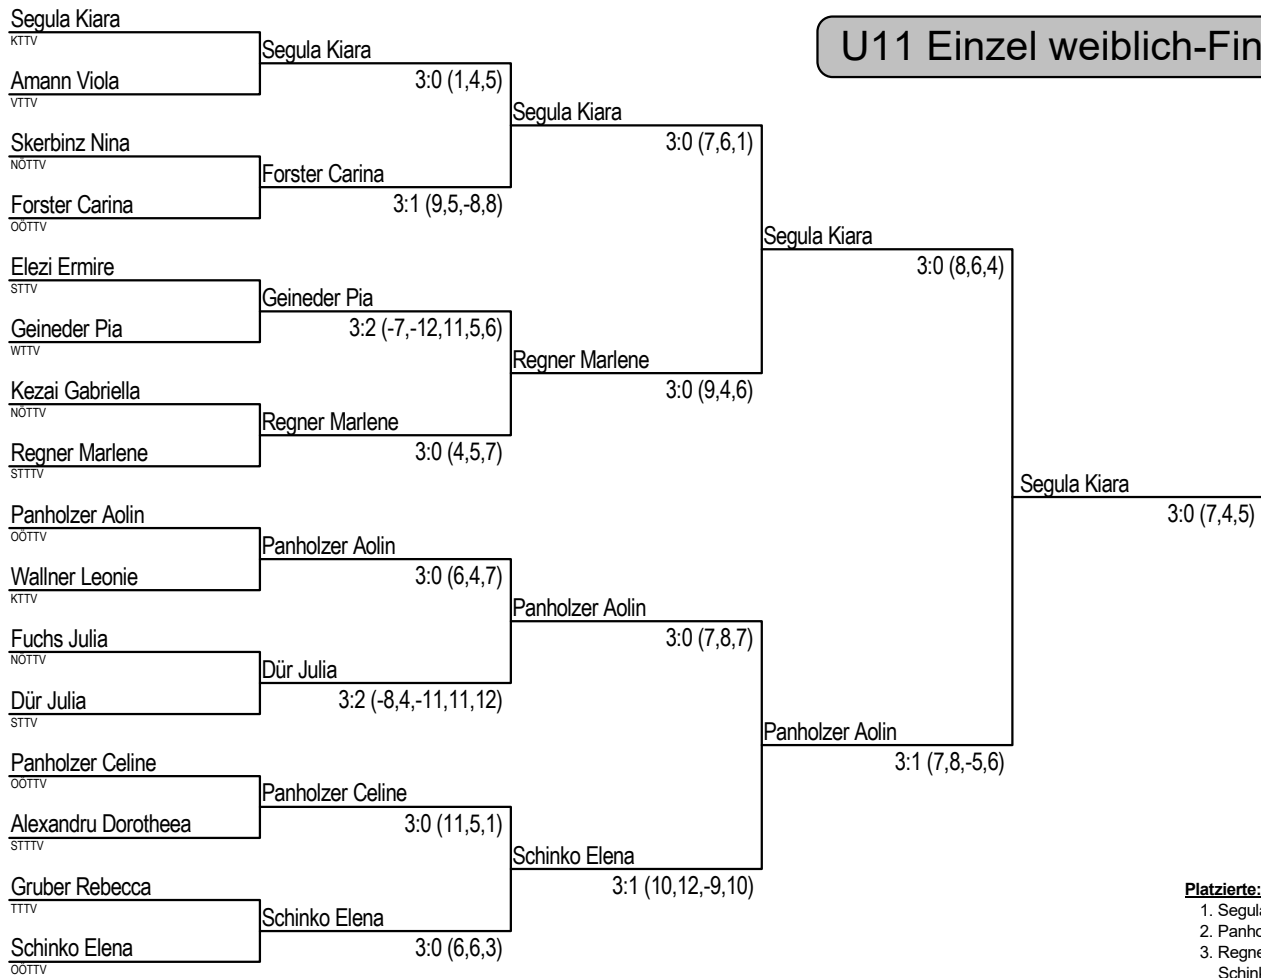 U11 Einzel weiblich-Fin
Segula Kiara
KTTV
Amann Viola
VTTV
Skerbinz Nina
NÖTTV
Forster Carina
OÖTTV
Elezi Ermire
STTV
Geineder Pia
WTTV
Kezai Gabriella
NÖTTV
Regner Marlene
STTTV
Panholzer Aolin
OÖTTV
Wallner Leonie
KTTV
Fuchs Julia
NÖTTV
Dür Julia
STTV
Panholzer Celine
OÖTTV
Alexandru Dorotheea
STTTV
Gruber Rebecca
TTTV
Schinko Elena
OÖTTV
Segula Kiara
3:0 (1,4,5)
Forster Carina
3:1 (9,5,-8,8)
Geineder Pia
3:2 (-7,-12,11,5,6)
Regner Marlene
3:0 (4,5,7)
Panholzer Aolin
3:0 (6,4,7)
Dür Julia
3:2 (-8,4,-11,11,12)
Panholzer Celine
3:0 (11,5,1)
Schinko Elena
3:0 (6,6,3)
Segula Kiara
3:0 (7,6,1)
Regner Marlene
3:0 (9,4,6)
Panholzer Aolin
3:0 (7,8,7)
Schinko Elena
3:1 (10,12,-9,10)
Segula Kiara
3:0 (8,6,4)
Panholzer Aolin
3:1 (7,8,-5,6)
Segula Kiara
3:0 (7,4,5)
Platzierte:
1. Segula
2. Panho
3. Regne
Schinl